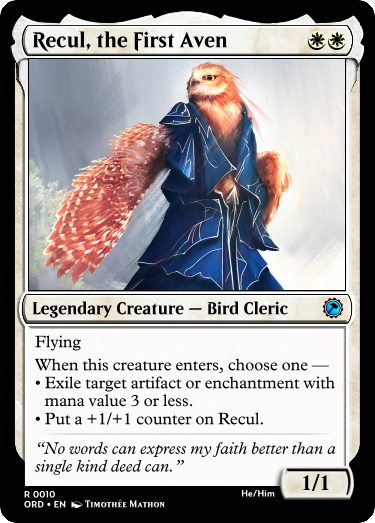 Recul, the First Aven
Legendary Creature — Bird Cleric
Flying
When this creature enters, choose one —
• Exile target artifact or enchantment with
mana value 3 or less.
• Put a +1/+1 counter on Recul.
“No words can express my faith better than a
single kind deed can.”
1/1
R 0010
He/Him
ORD • EN Timothée Mathon